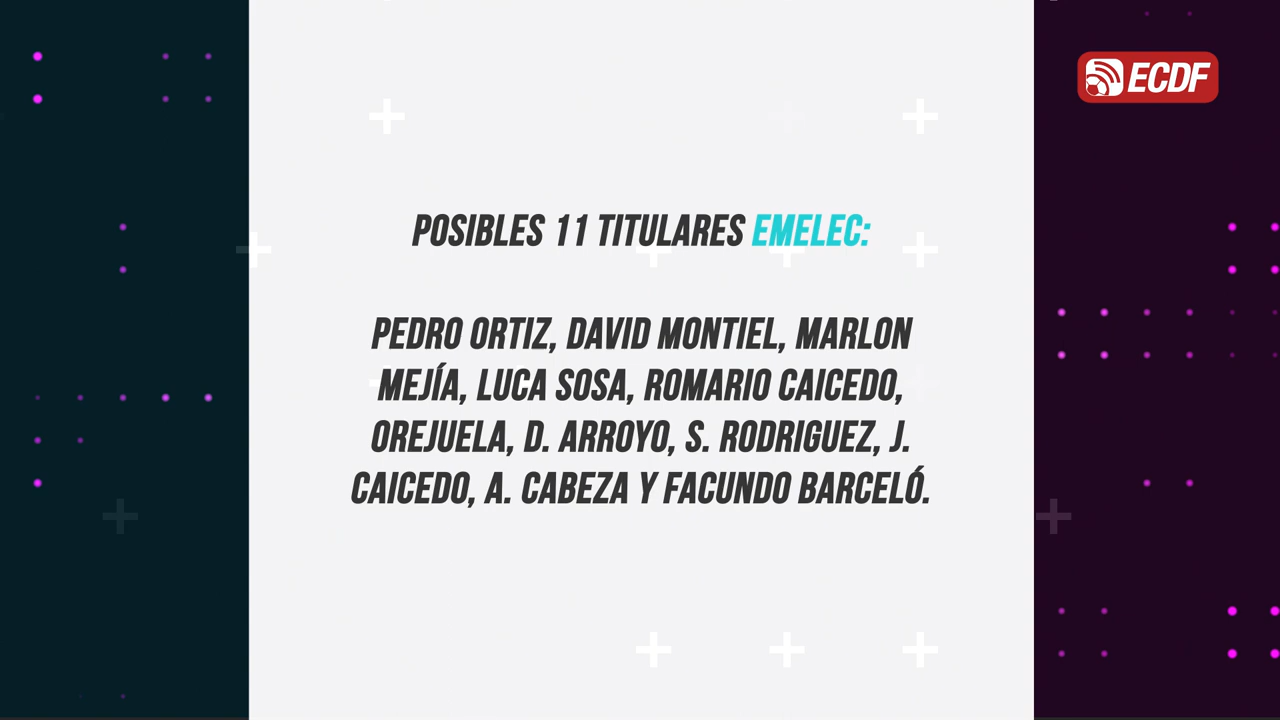 ECDF
POSIBLES 11 TITULARES EMELEC:
PEDRO ORTIZ, DAVID MONTIEL, MARLON
MEJÍA, LUCA SOSA, ROMARIO CAICEDO,
OREJUELA, D. ARROYO, S. RODRIGUEZ, J.
CAICEDO, A. CABEZA Y FACUNDO BARCELÓ.